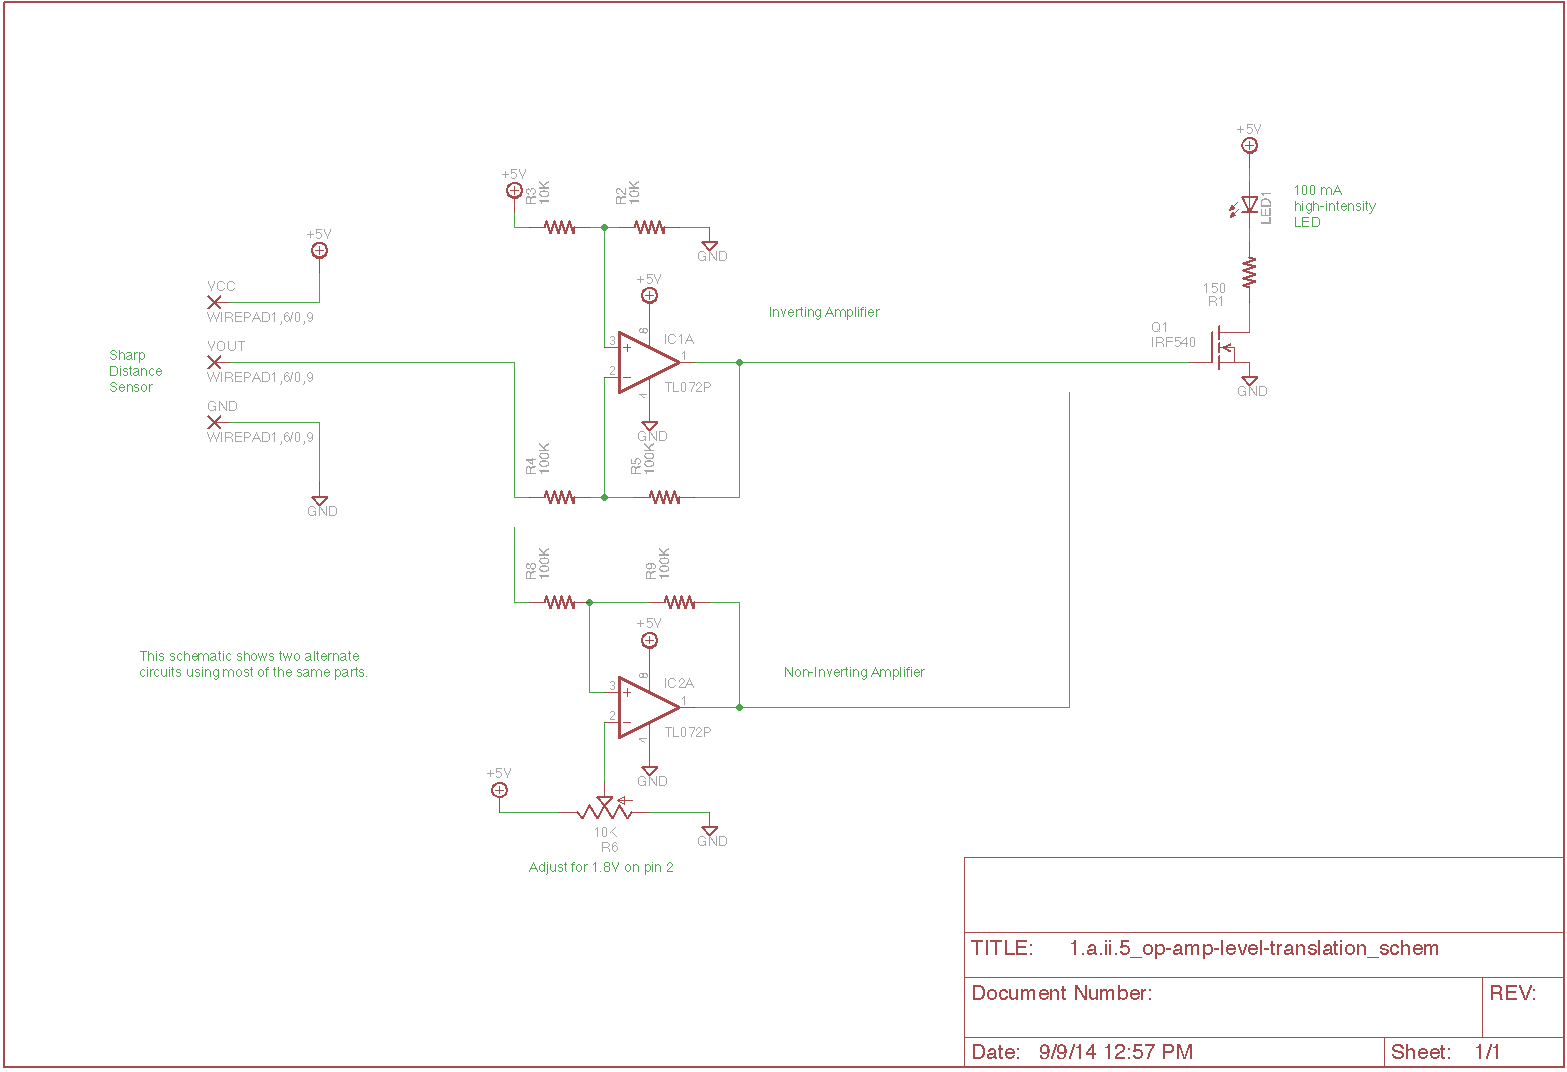 +5V
+5V
R3
10K
R2
10K
GND
100 mA
high-intensity
LED
LED1
+5V
VCC
WIREPAD1,6/0,9
+5V
8
150
R1
Inverting Amplifier
IC1A
3
+
1
2
−
4
TL072P
Q1
IRF540
GND
VOUT
WIREPAD1,6/0,9
Sharp
Distance
Sensor
GND
WIREPAD1,6/0,9
GND
GND
R4
100K
R5
100K
R8
100K
R9
100K
+5V
This schematic shows two alternate
circuits using most of the same parts.
8
IC2A
3
+
1
2
−
4
TL072P
Non-Inverting Amplifier
GND
+5V
10K
R6
GND
Adjust for 1.8V on pin 2
TITLE: 1.a.ii.5_op-amp-level-translation_schem
Document Number:
REV:
Date: 9/9/14 12:57 PM
Sheet: 1/1